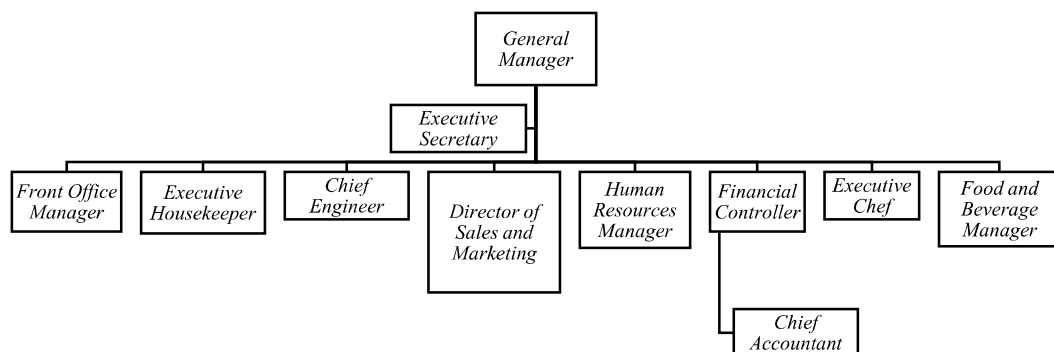 General
Manager
Executive
Secretary
Front Office
Manager
Executive
Housekeeper
Chief
Engineer
Director of
Sales and
Marketing
Human
Resources
Manager
Financial
Controller
Executive
Chef
Food and
Beverage
Manager
Chief
Accountant